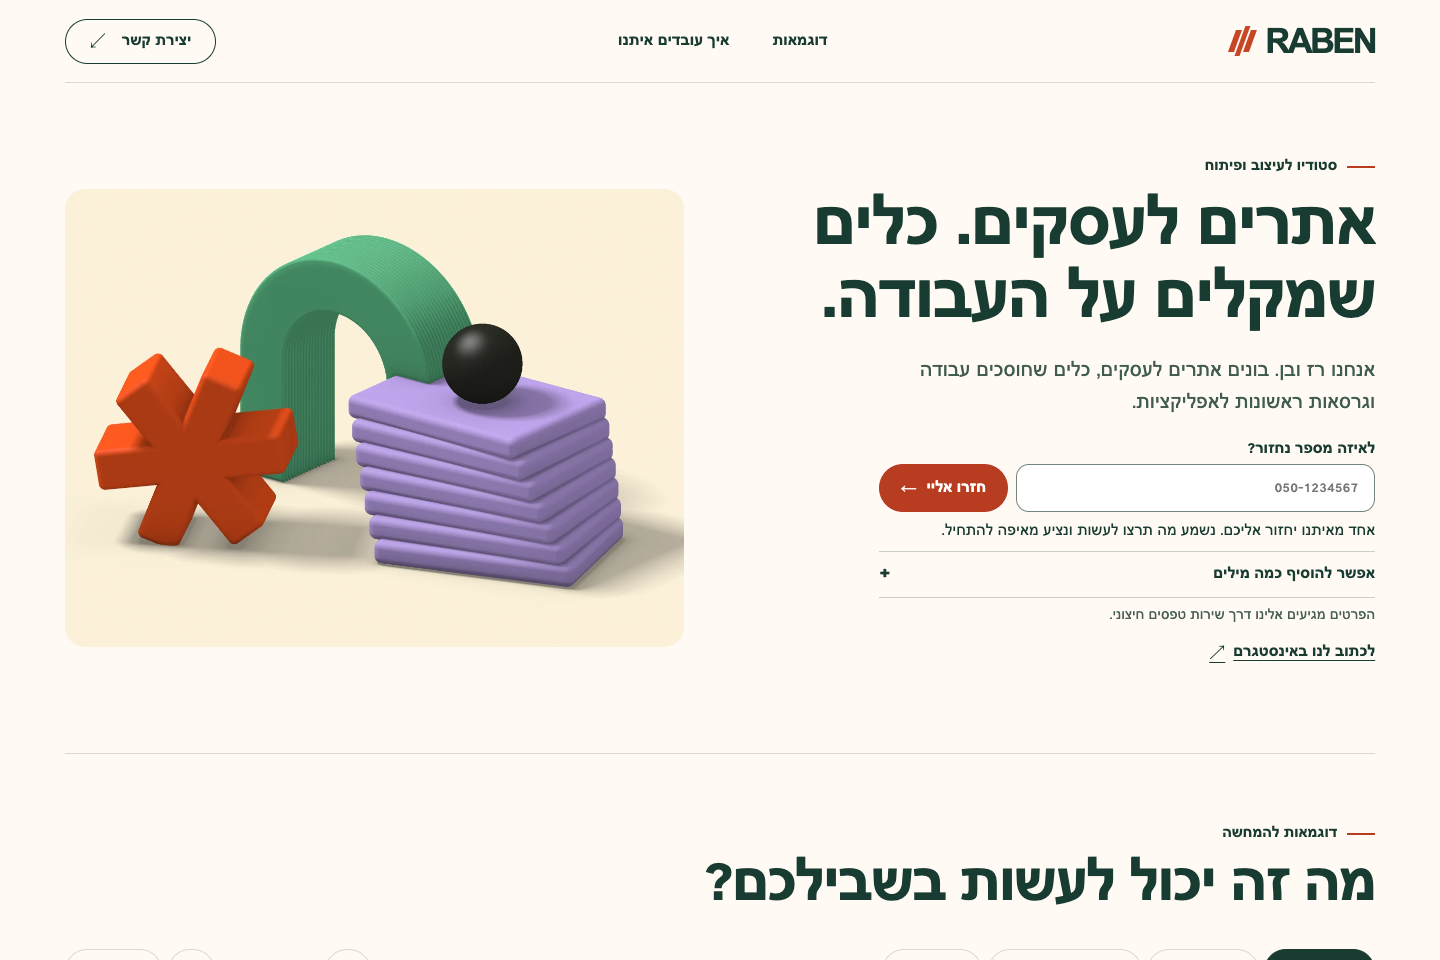 RABEN
דוגמאות
איך עובדים איתנו
יצירת קשר
סטודיו לעיצוב ופיתוח
אתרים לעסקים. כלים
שמקלים על העבודה.
אנחנו רז ובן. בונים אתרים לעסקים, כלים שחוסכים עבודה
וגרסאות ראשונות לאפליקציות.
לאיזה מספר נחזור?
050-1234567
חזרו אליי ←
אחד מאיתנו יחזור אליכם. נשמע מה תרצו לעשות ונציע מאיפה להתחיל.
אפשר להוסיף כמה מילים +
הפרטים מגיעים אלינו דרך שירות טפסים חיצוני.
לכתוב לנו באינסטגרם
דוגמאות להמחשה
מה זה יכול לעשות בשבילכם?